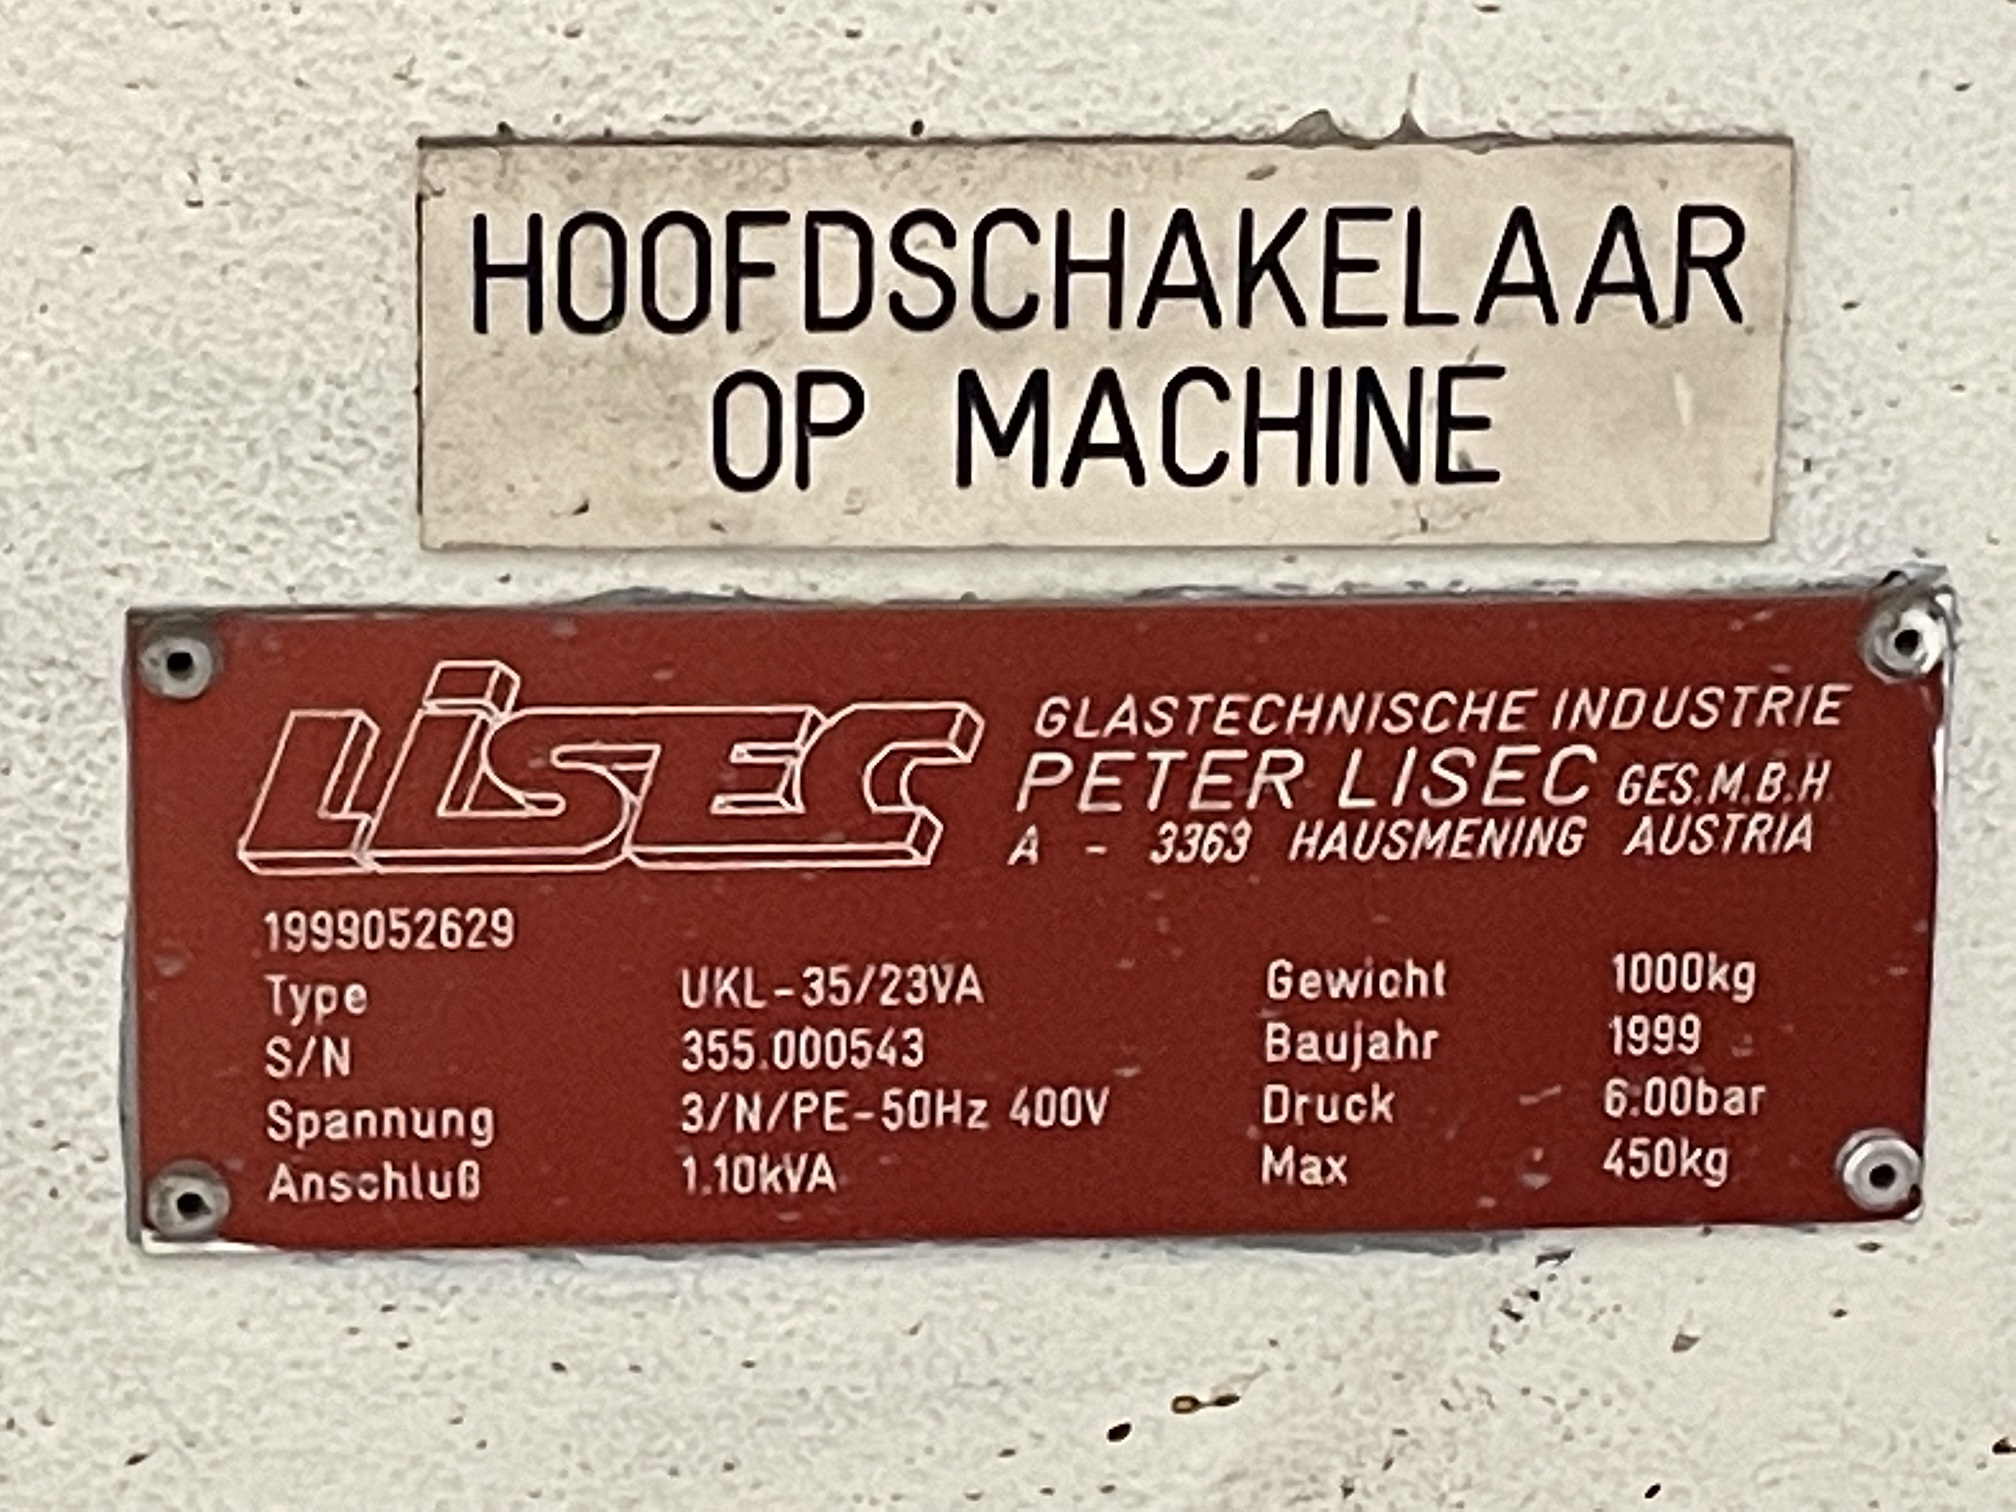 HOOFDSCHAKELAAR
OP MACHINE
LiSEC
GLASTECHNISCHE INDUSTRIE
PETER LISEC GES.M.B.H
A - 3363 HAUSMENING AUSTRIA
1999052629
Type UKL-35/23VA Gewicht 1000kg
S/N 355.000543 Baujahr 1999
Spannung 3/N/PE-50Hz 400V Druck 6.00bar
Anschluß 1.10kVA Max 450kg